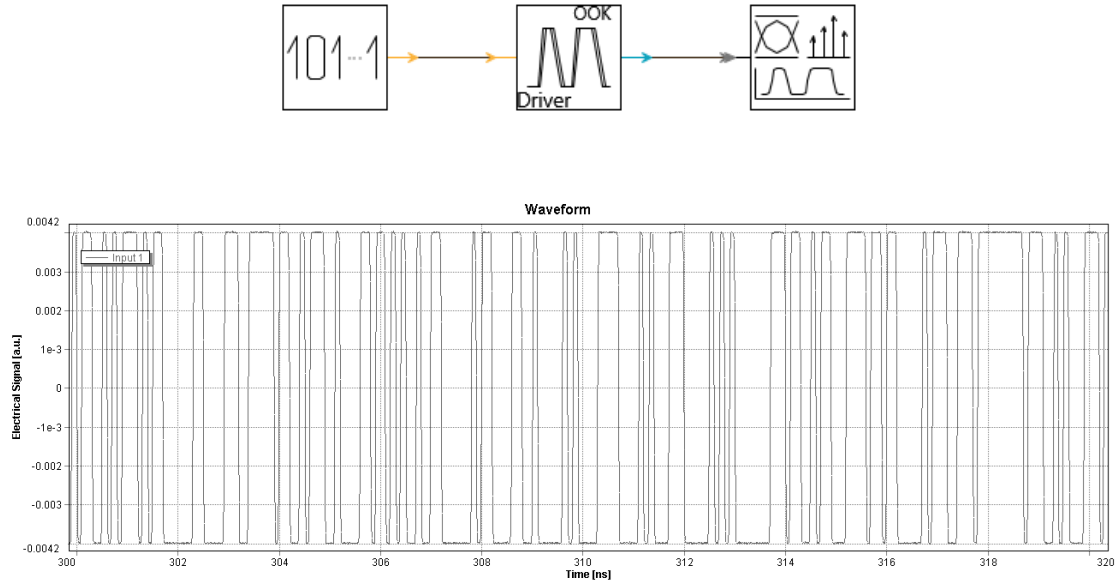 101...1
OOK
Driver
Waveform
0.0042
Input 1
0.003
0.002
1e-3
0
-1e-3
-0.002
-0.003
-0.0042
Electrical Signal [a.u.]
300 302 304 306 308 310 312 314 316 318 320
Time [ns]